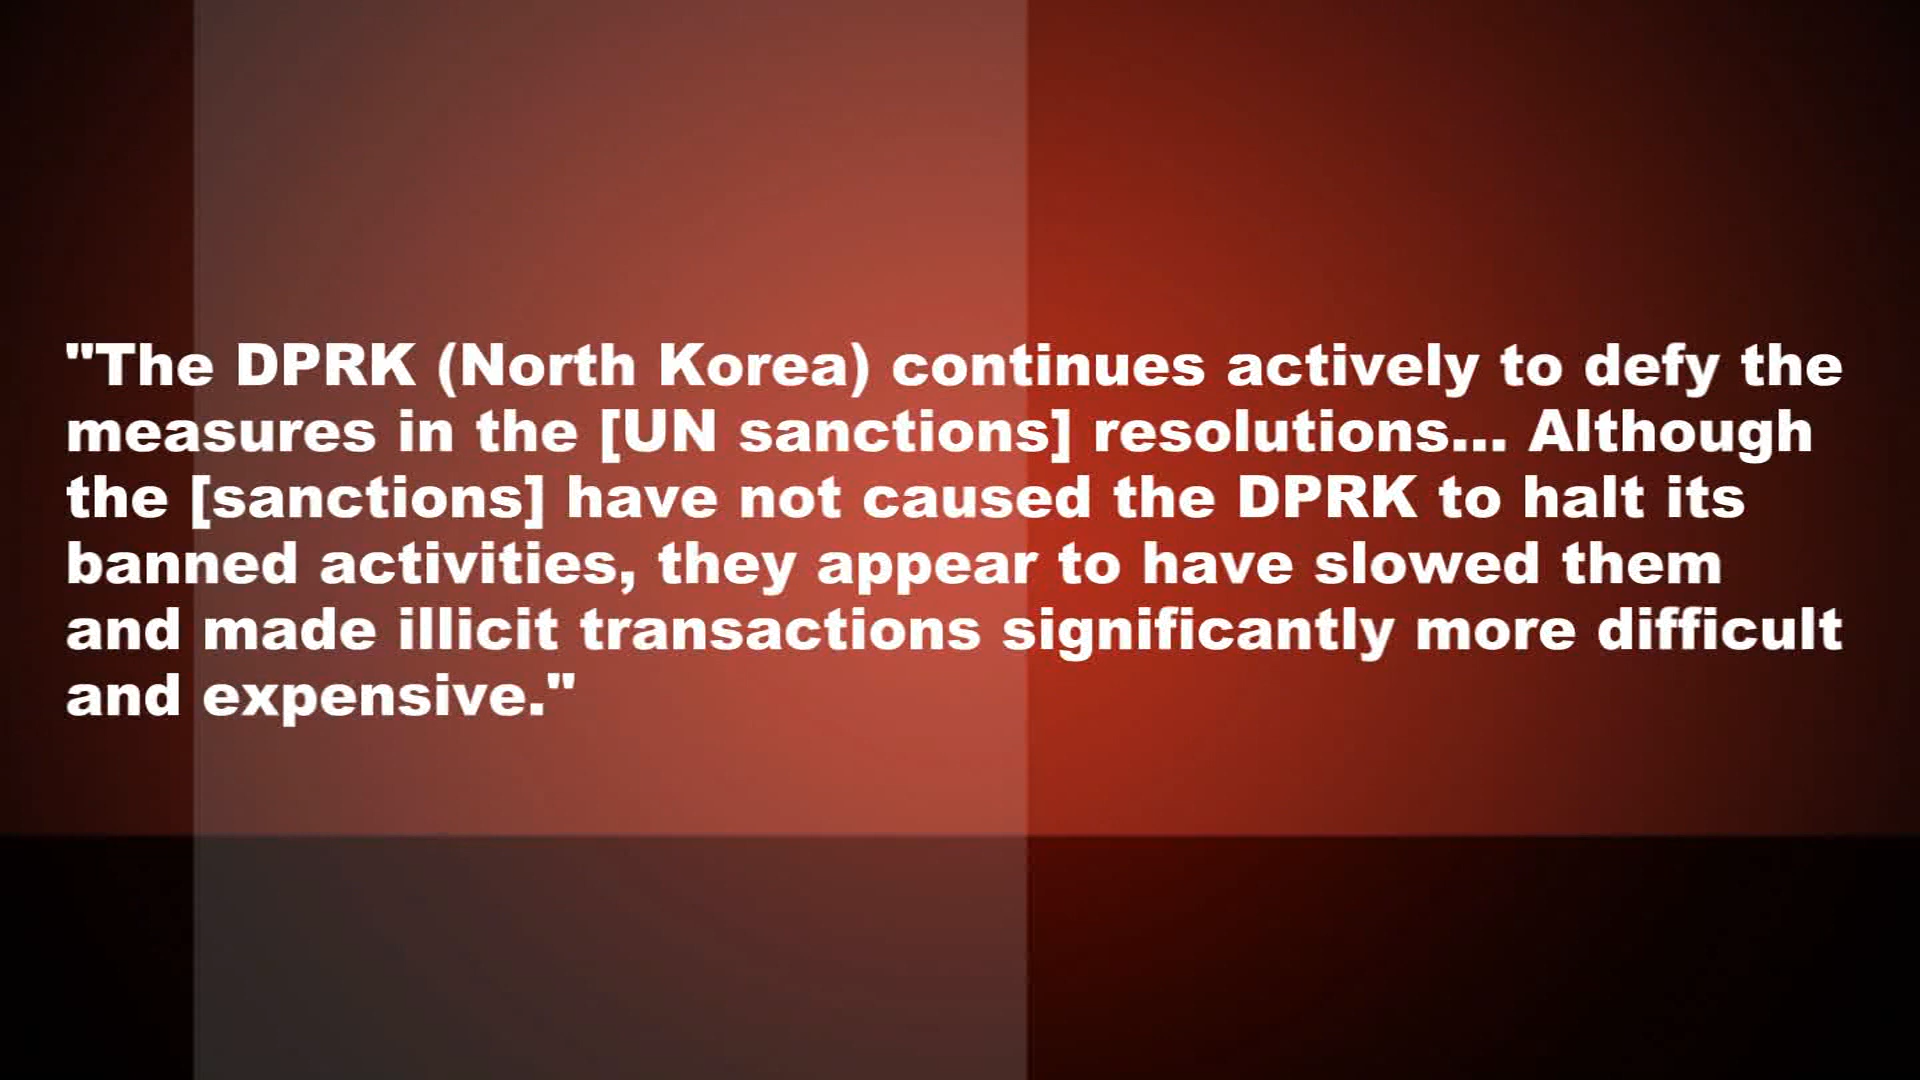 "The DPRK (North Korea) continues actively to defy the
measures in the [UN sanctions] resolutions... Although
the [sanctions] have not caused the DPRK to halt its
banned activities, they appear to have slowed them
and made illicit transactions significantly more difficult
and expensive."